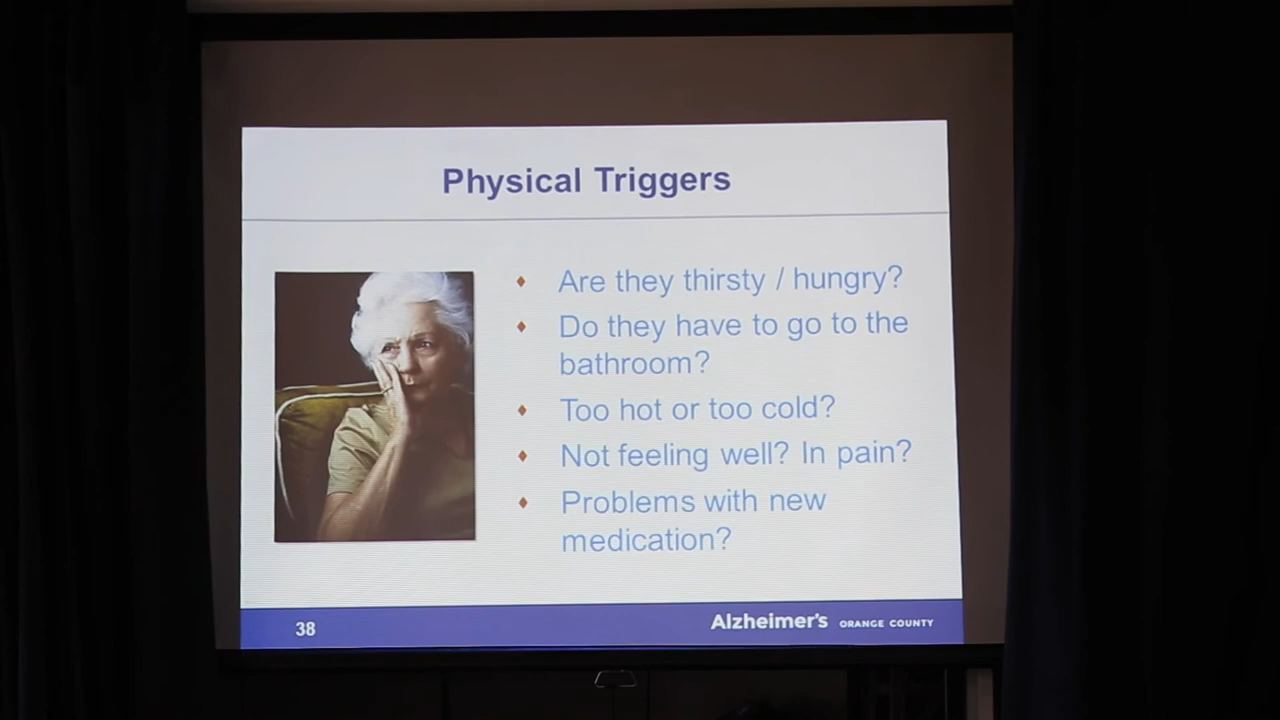 Physical Triggers
Are they thirsty / hungry?
Do they have to go to the
bathroom?
Too hot or too cold?
Not feeling well? In pain?
Problems with new
medication?
38
Alzheimer's ORANGE COUNTY